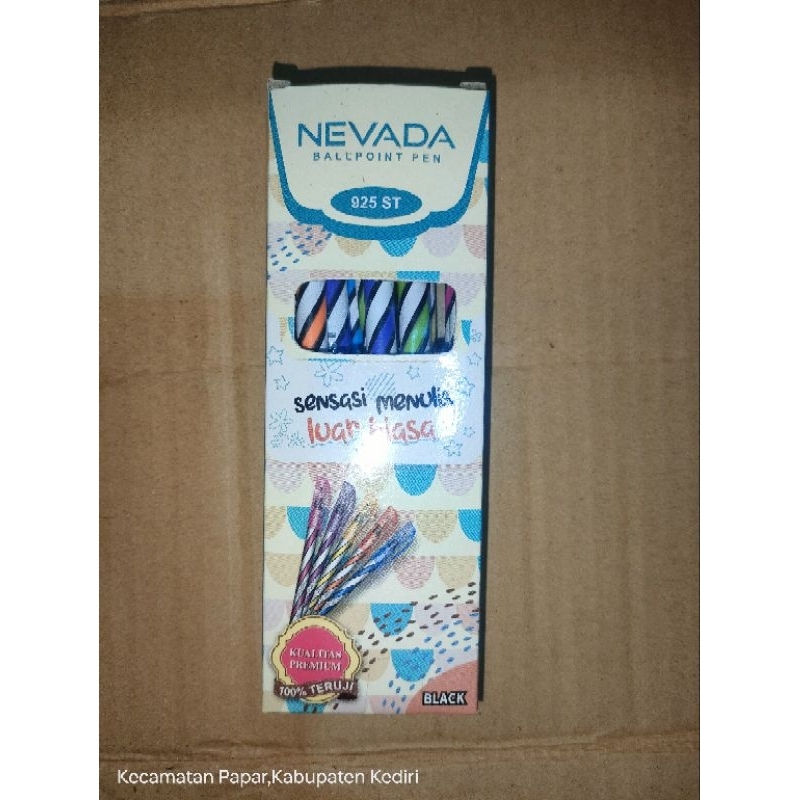 NEVADA
BALLPOINT PEN
925 ST
sensasi menulis
luar biasa
KUALITAS
PREMIUM
100% TERUJI
BLACK
Kecamatan Papar,Kabupaten Kediri